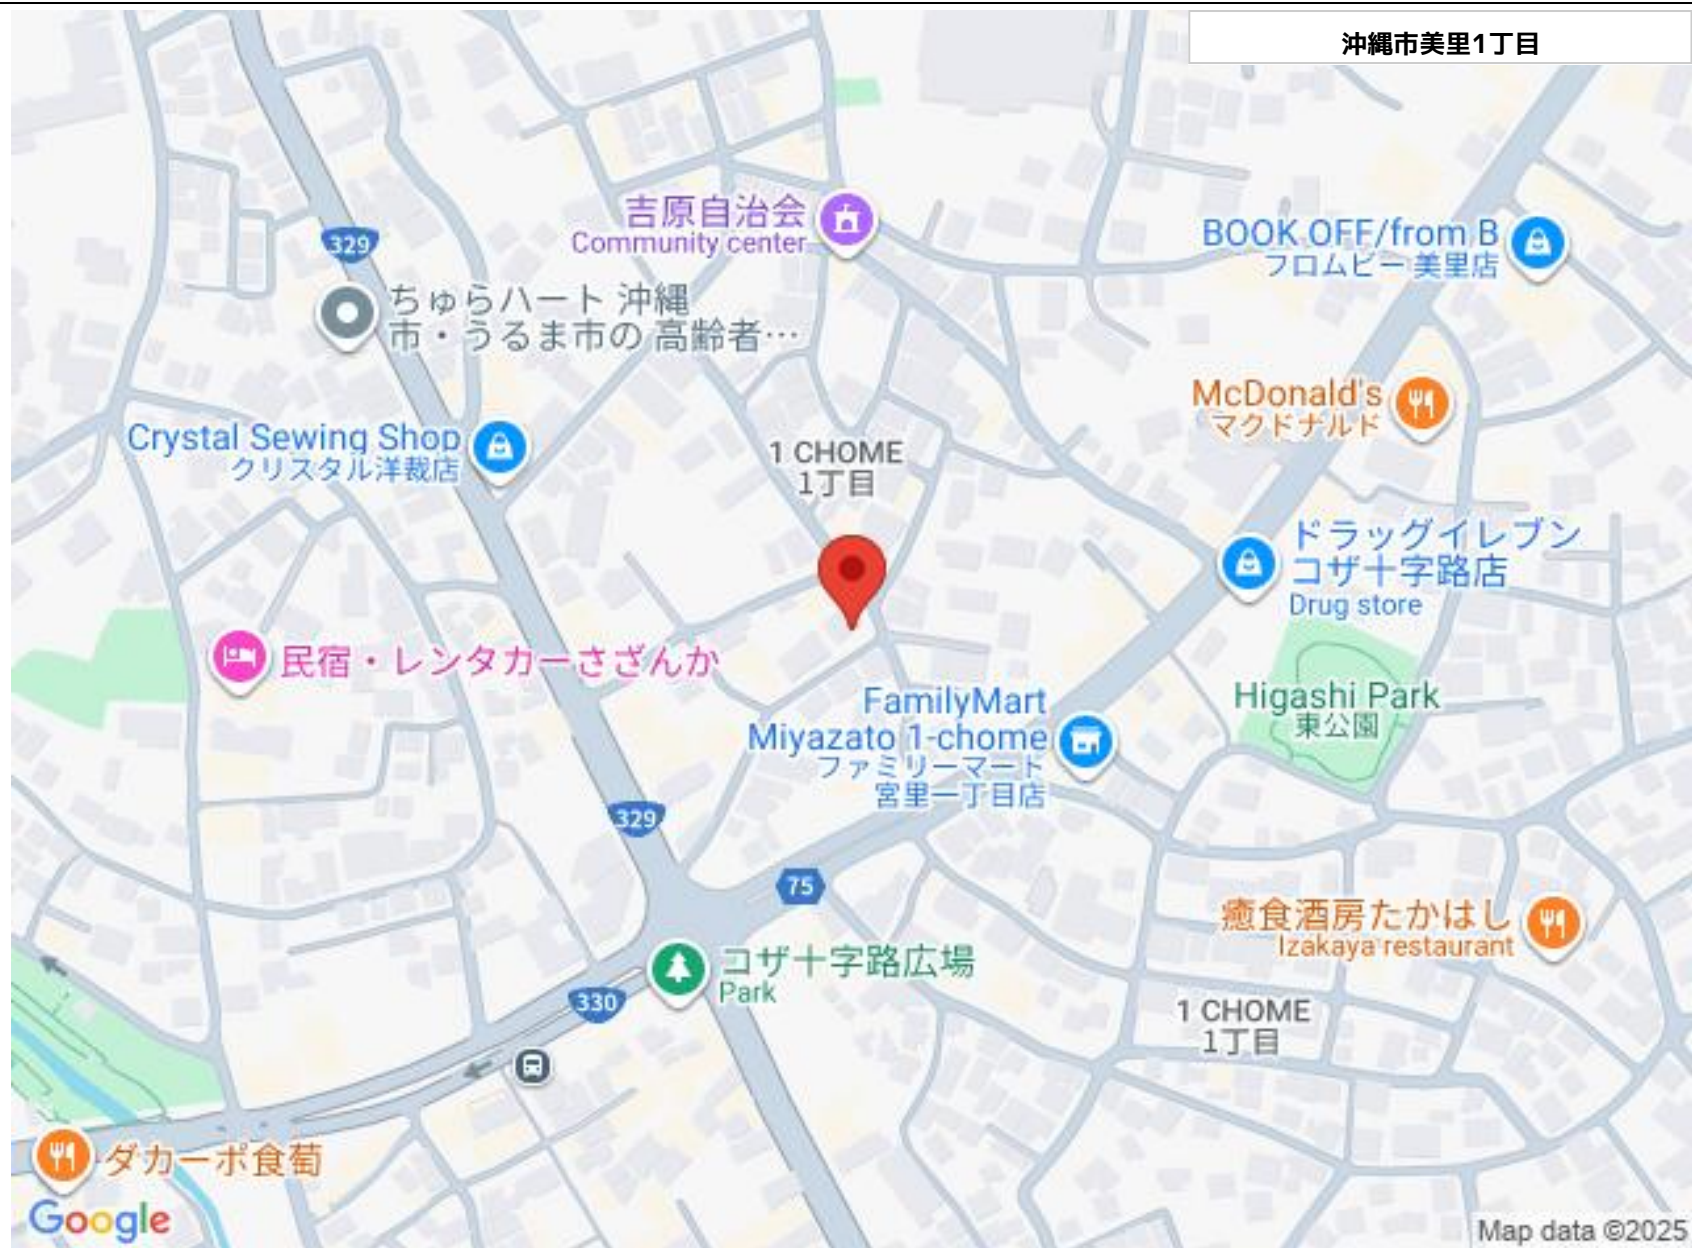 沖縄市美里1丁目
吉原自治会
Community center
BOOK OFF/from B
フロムビー 美里店
329
ちゅらハート 沖縄
市・うるま市の 高齢者…
McDonald's
マクドナルド
Crystal Sewing Shop
クリスタル洋裁店
1 CHOME
1丁目
ドラッグイレブン
コザ十字路店
Drug store
民宿・レンタカーさざんか
Higashi Park
東公園
FamilyMart
Miyazato 1-chome
ファミリーマート
宮里一丁目店
329
75
癒食酒房たかはし
Izakaya restaurant
コザ十字路広場
Park
330
1 CHOME
1丁目
ダカーポ食萄
Google
Map data ©2025